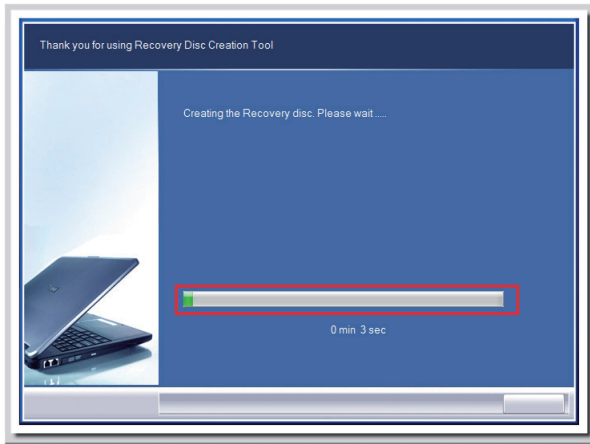 Thank you for using Recovery Disc Creation Tool
Creating the Recovery disc. Please wait .....
0 min 3 sec